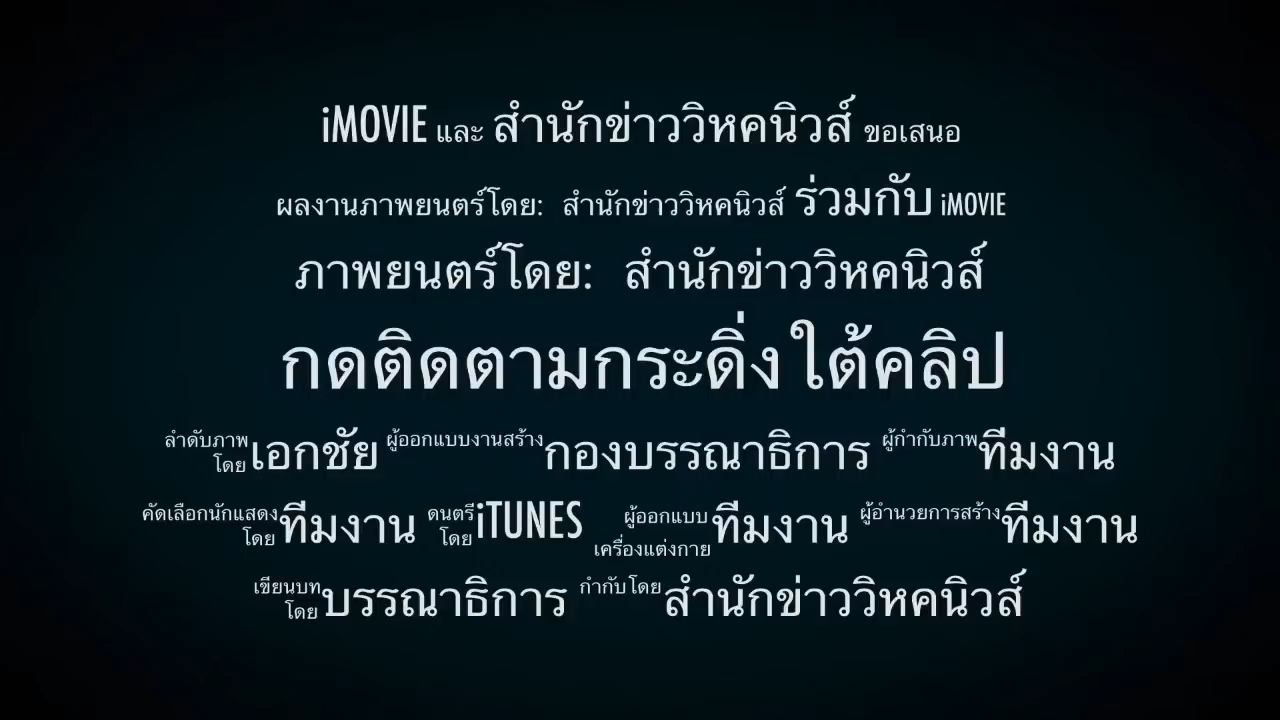 iMOVIE และ สำนักข่าววิหคนิวส์ ขอเสนอ
ผลงานภาพยนตร์โดย: สำนักข่าววิหคนิวส์ ร่วมกับ iMOVIE
ภาพยนตร์โดย: สำนักข่าววิหคนิวส์
กดติดตามกระดิ่ง ใต้คลิป
ลำดับภาพโดย เอกชัย ผู้ออกแบบงานสร้าง กองบรรณาธิการ ผู้กำกับภาพ ทีมงาน
คัดเลือกนักแสดงโดย ทีมงาน ดนตรีโดย iTUNES ผู้ออกแบบเครื่องแต่งกาย ทีมงาน ผู้อำนวยการสร้าง ทีมงาน
เขียนบทโดย บรรณาธิการ กำกับโดย สำนักข่าววิหคนิวส์